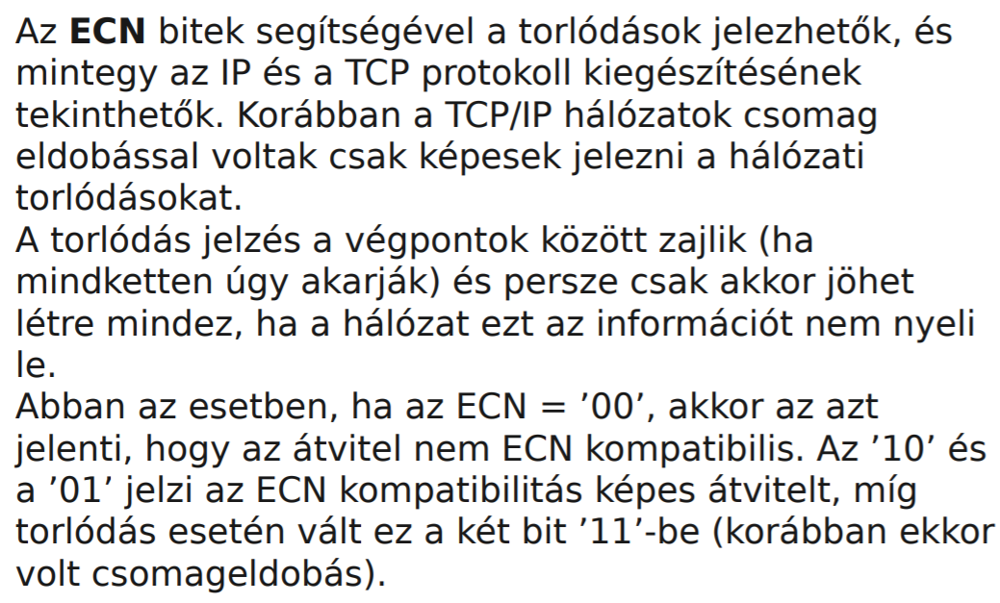 Az ECN bitek segítségével a torlódások jelezhetők, és
mintegy az IP és a TCP protokoll kiegészítésének
tekinthetők. Korábban a TCP/IP hálózatok csomag
eldobással voltak csak képesek jelezni a hálózati
torlódásokat.
A torlódás jelzés a végpontok között zajlik (ha
mindketten úgy akarják) és persze csak akkor jöhet
létre mindez, ha a hálózat ezt az információt nem nyeli
le.
Abban az esetben, ha az ECN = ’00’, akkor az azt
jelenti, hogy az átvitel nem ECN kompatibilis. Az ’10’ és
a ’01’ jelzi az ECN kompatibilitás képes átvitelt, míg
torlódás esetén vált ez a két bit ’11’-be (korábban ekkor
volt csomageldobás).